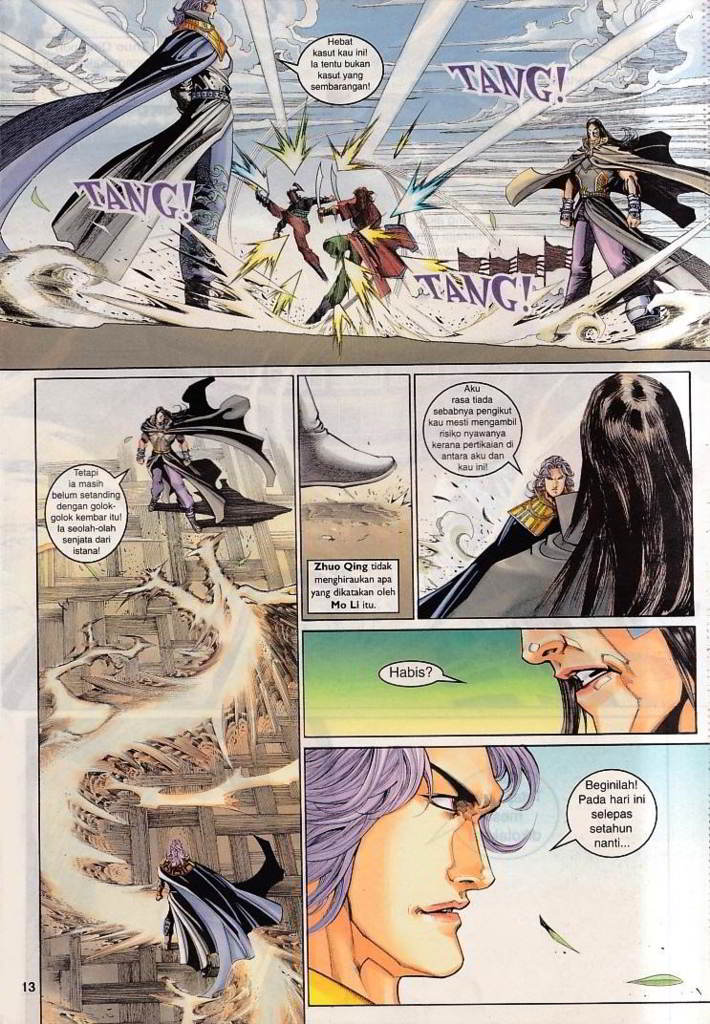 Hebat
kasut kau ini!
Ia tentu bukan
kasut yang
sembarangan!
TANG!
TANG!
TANG!
Tetapi
ia masih
belum setanding
dengan golok-
golok kembar itu!
Ia seolah-olah
senjata dari
istana!
Zhuo Qing tidak
menghiraukan apa
yang dikatakan oleh
Mo Li itu.
Aku
rasa tiada
sebabnya pengikut
kau mesti mengambil
risiko nyawanya
kerana pertikaian di
antara aku dan
kau ini!
Habis?
Beginilah!
Pada hari ini
selepas
setahun
nanti...
13